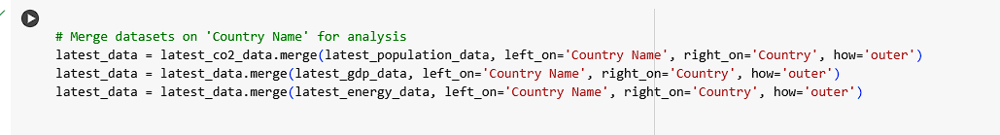 # Merge datasets on 'Country Name' for analysis
latest_data = latest_co2_data.merge(latest_population_data, left_on='Country Name', right_on='Country', how='outer')
latest_data = latest_data.merge(latest_gdp_data, left_on='Country Name', right_on='Country', how='outer')
latest_data = latest_data.merge(latest_energy_data, left_on='Country Name', right_on='Country', how='outer')